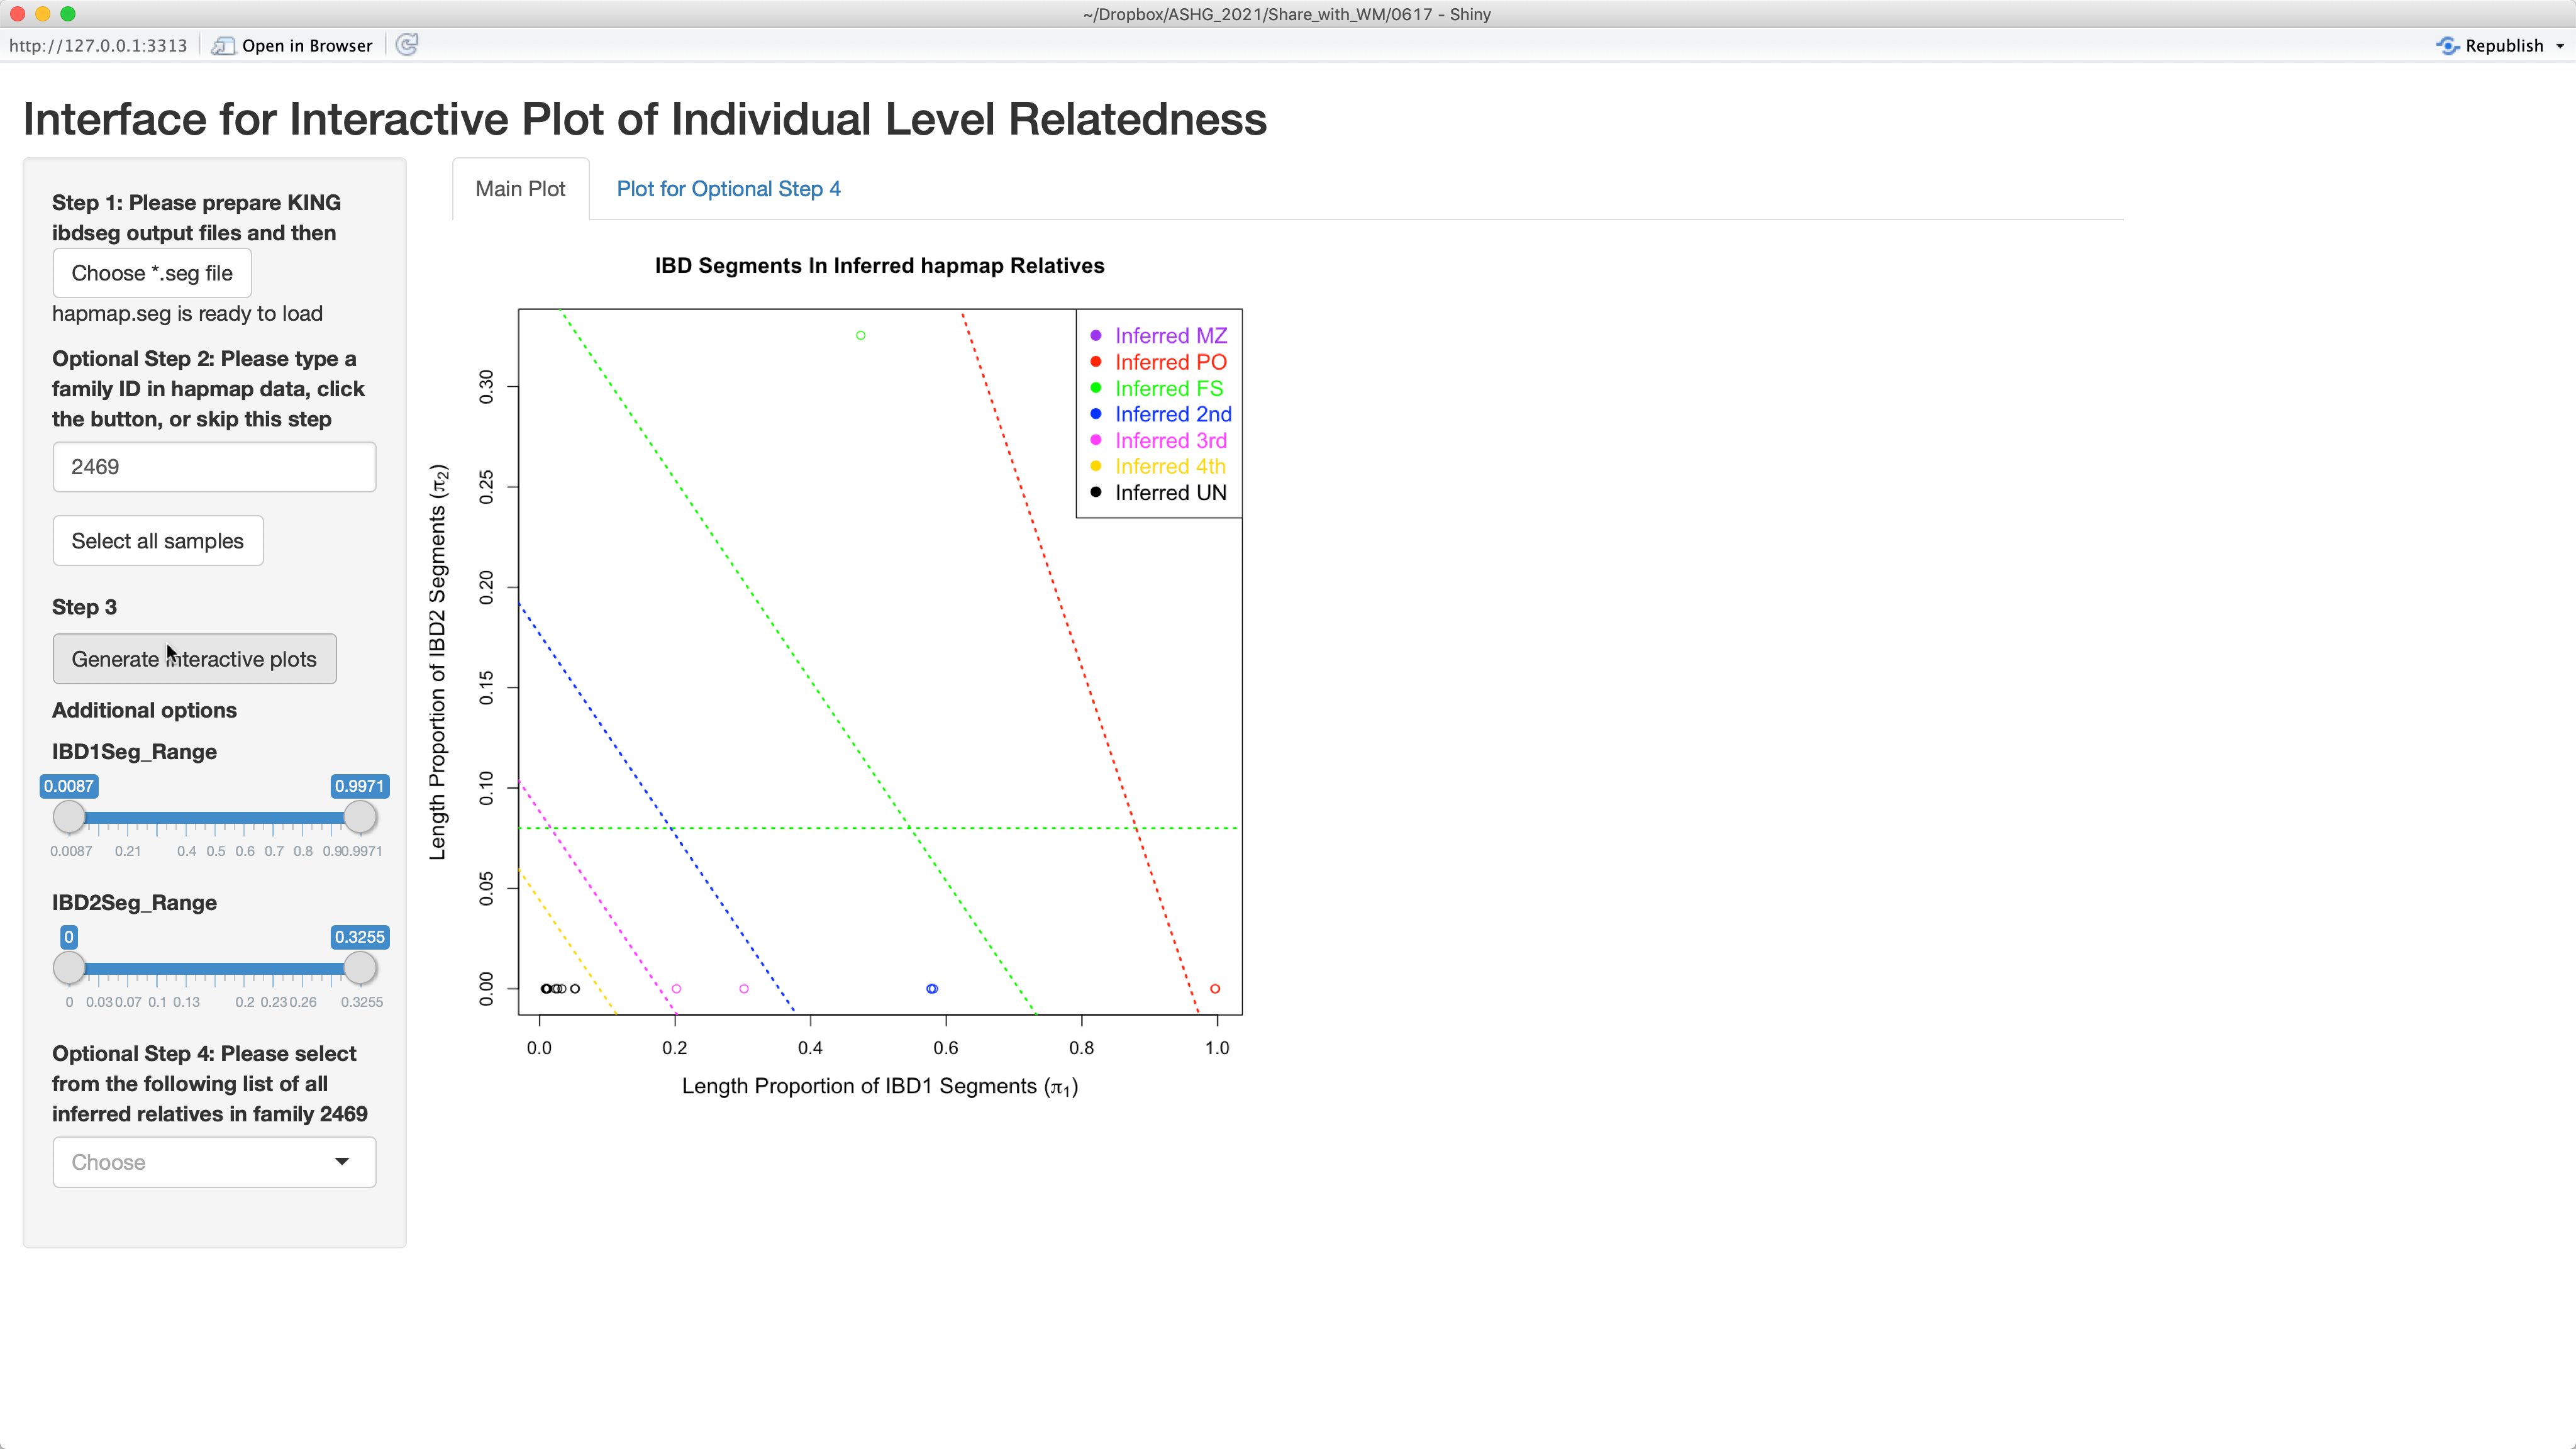 ~/Dropbox/ASHG_2021/Share_with_WM/0617 - Shiny
http://127.0.0.1:3313
Open in Browser
Republish
Interface for Interactive Plot of Individual Level Relatedness
Step 1: Please prepare KING
ibdseg output files and then
Choose *.seg file
hapmap.seg is ready to load
Optional Step 2: Please type a
family ID in hapmap data, click
the button, or skip this step
2469
Select all samples
Step 3
Generate interactive plots
Additional options
IBD1Seg_Range
0.0087 0.9971
0.0087 0.21 0.4 0.5 0.6 0.7 0.8 0.90.9971
IBD2Seg_Range
0 0.3255
0 0.03 0.07 0.1 0.13 0.2 0.23 0.26 0.3255
Optional Step 4: Please select
from the following list of all
inferred relatives in family 2469
Choose
Main Plot
Plot for Optional Step 4
IBD Segments In Inferred hapmap Relatives
Inferred MZ
Inferred PO
Inferred FS
Inferred 2nd
Inferred 3rd
Inferred 4th
Inferred UN
Length Proportion of IBD2 Segments (π2)
0.30
0.25
0.20
0.15
0.10
0.05
0.00
0.0 0.2 0.4 0.6 0.8 1.0
Length Proportion of IBD1 Segments (π1)